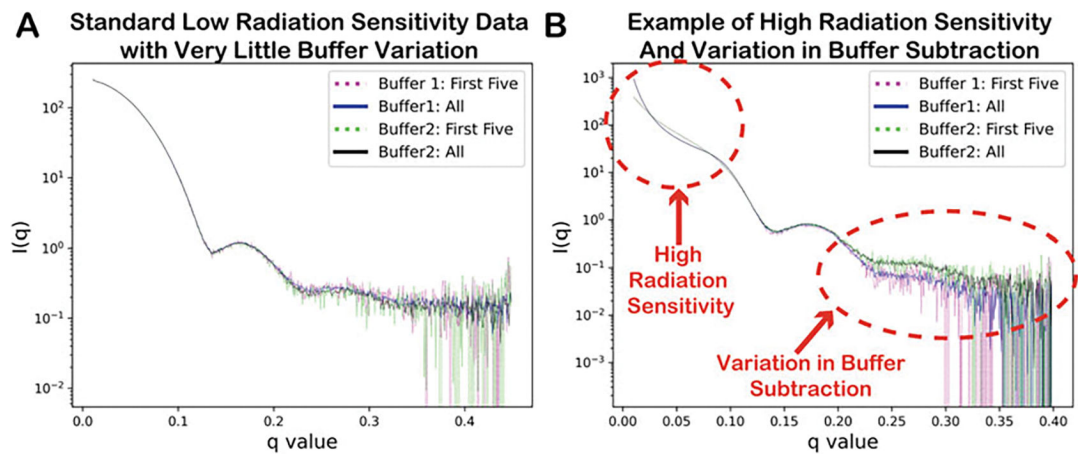 A
Standard Low Radiation Sensitivity Data
with Very Little Buffer Variation
Buffer 1: First Five
Buffer1: All
Buffer2: First Five
Buffer2: All
10²
10¹
10⁰
10⁻¹
10⁻²
I(q)
0.0
0.1
0.2
0.3
0.4
q value
B
Example of High Radiation Sensitivity
And Variation in Buffer Subtraction
Buffer 1: First Five
Buffer1: All
Buffer2: First Five
Buffer2: All
10³
10²
10¹
10⁰
10⁻¹
10⁻²
10⁻³
I(q)
High
Radiation
Sensitivity
Variation in Buffer
Subtraction
0.00
0.05
0.10
0.15
0.20
0.25
0.30
0.35
0.40
q value